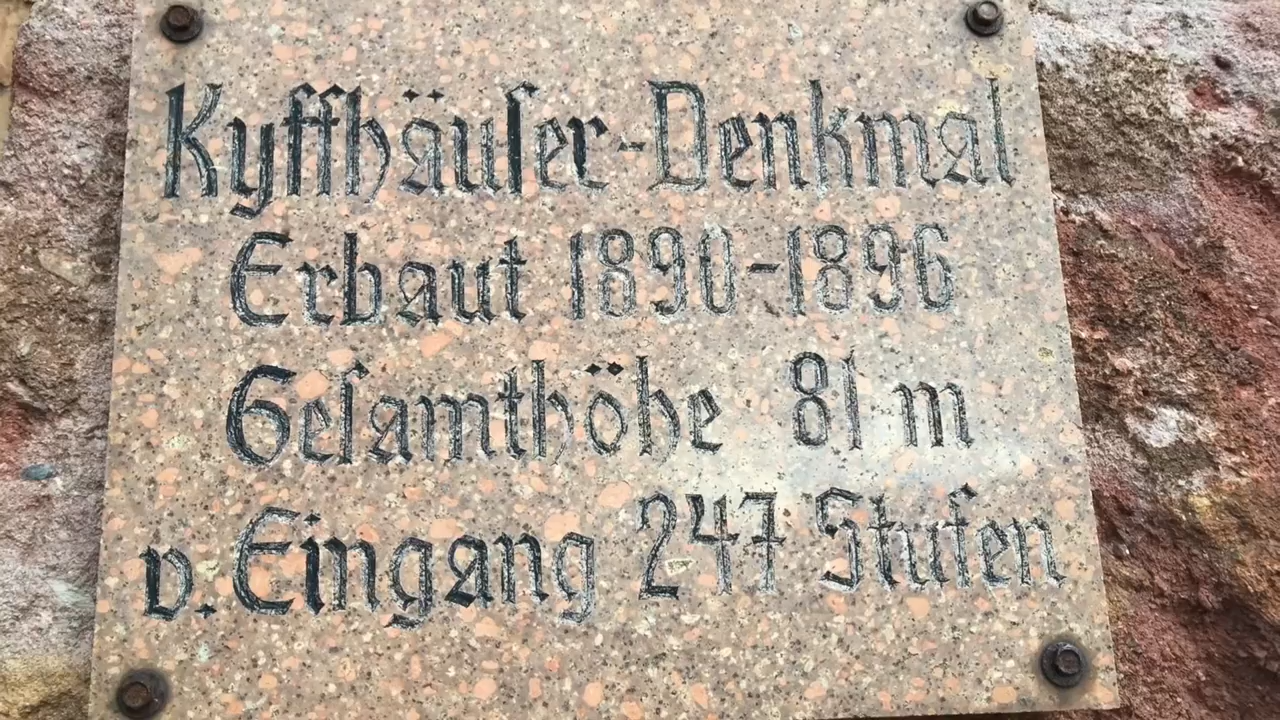 Kyffhäuſer-Denkmal
Erbaut 1890-1896
Geſamthöhe 81 m
v. Eingang 247 Stufen